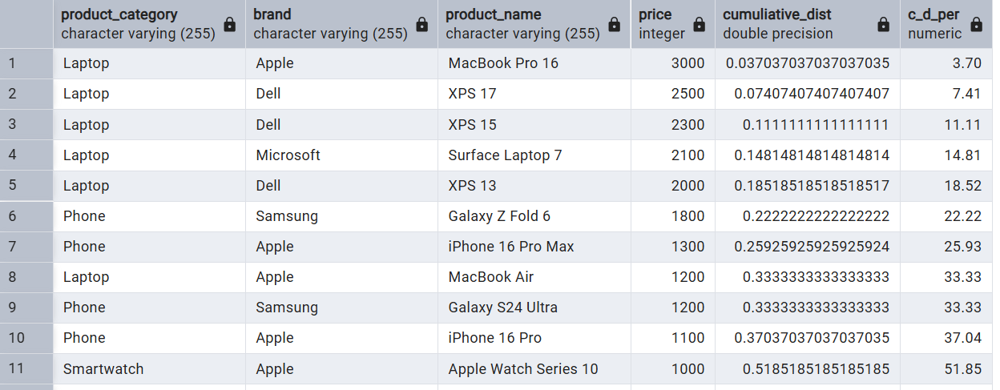 product_category brand product_name price cumuliative_dist c_d_per
character varying (255) character varying (255) character varying (255) integer double precision numeric
1 Laptop Apple MacBook Pro 16 3000 0.037037037037037035 3.70
2 Laptop Dell XPS 17 2500 0.07407407407407407 7.41
3 Laptop Dell XPS 15 2300 0.1111111111111111 11.11
4 Laptop Microsoft Surface Laptop 7 2100 0.14814814814814814 14.81
5 Laptop Dell XPS 13 2000 0.18518518518518517 18.52
6 Phone Samsung Galaxy Z Fold 6 1800 0.2222222222222222 22.22
7 Phone Apple iPhone 16 Pro Max 1300 0.25925925925925924 25.93
8 Laptop Apple MacBook Air 1200 0.3333333333333333 33.33
9 Phone Samsung Galaxy S24 Ultra 1200 0.3333333333333333 33.33
10 Phone Apple iPhone 16 Pro 1100 0.37037037037037035 37.04
11 Smartwatch Apple Apple Watch Series 10 1000 0.5185185185185185 51.85